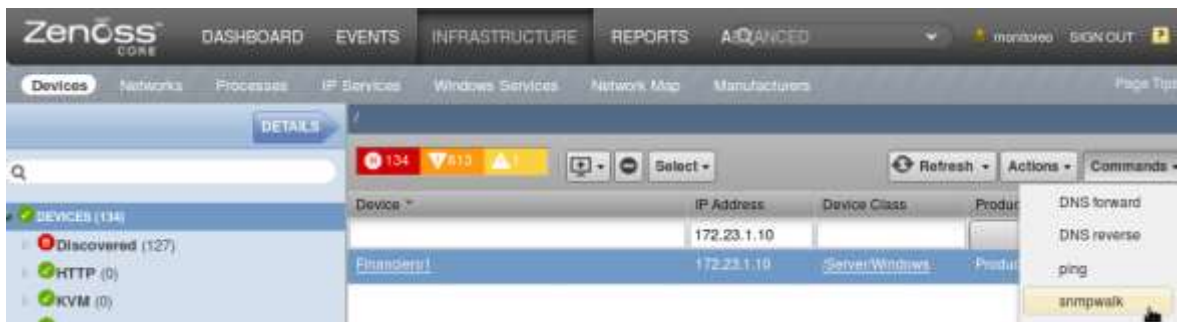 Zenoss CORE DASHBOARD EVENTS INFRASTRUCTURE REPORTS monitoreo SIGN OUT ?
Devices Networks Processes IP Services Windows Services Network Map Manufacturers Page Tips
DETAILS /
134 813 1 Select Refresh Actions Commands
Device IP Address Device Class Produc
DEVICES (134) 172.23.1.10
Discovered (127) Financiero1 172.23.1.10 /Server/Windows Produc
HTTP (0)
KVM (0)
DNS forward
DNS reverse
ping
snmpwalk